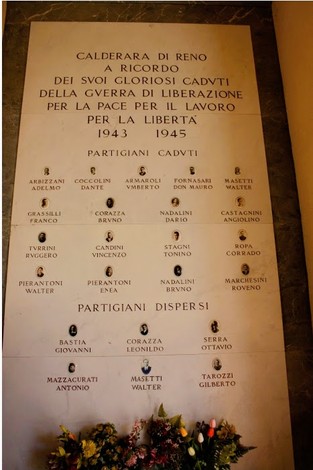 CALDERARA DI RENO
A RICORDO
DEI SVOI GLORIOSI CADVTI
DELLA GVERRA DI LIBERAZIONE
PER LA PACE PER IL LAVORO
PER LA LIBERTA
1943 1945
PARTIGIANI CADVTI
ARBIZZANI COCCOLINI ARMAROLI FORNASARI MASETTI
ADELMO DANTE VMBERTO DON MAURO WALTER
GRASSILLI CORAZZA NADALINI CASTAGNINI
FRANCO BRVNO DARIO ANGIOLINO
TVRRINI CANDINI STAGNI ROPA
RVGGERO VINCENZO TONINO CORRADO
PIERANTONI PIERANTONI NADALINI MARCHESINI
WALTER ENEA BRVNO ROVENO
PARTIGIANI DISPERSI
BASTIA CORAZZA SERRA
GIOVANNI LEONILDO OTTAVIO
MAZZACURATI MASETTI TAROZZI
ANTONIO WALTER GILBERTO